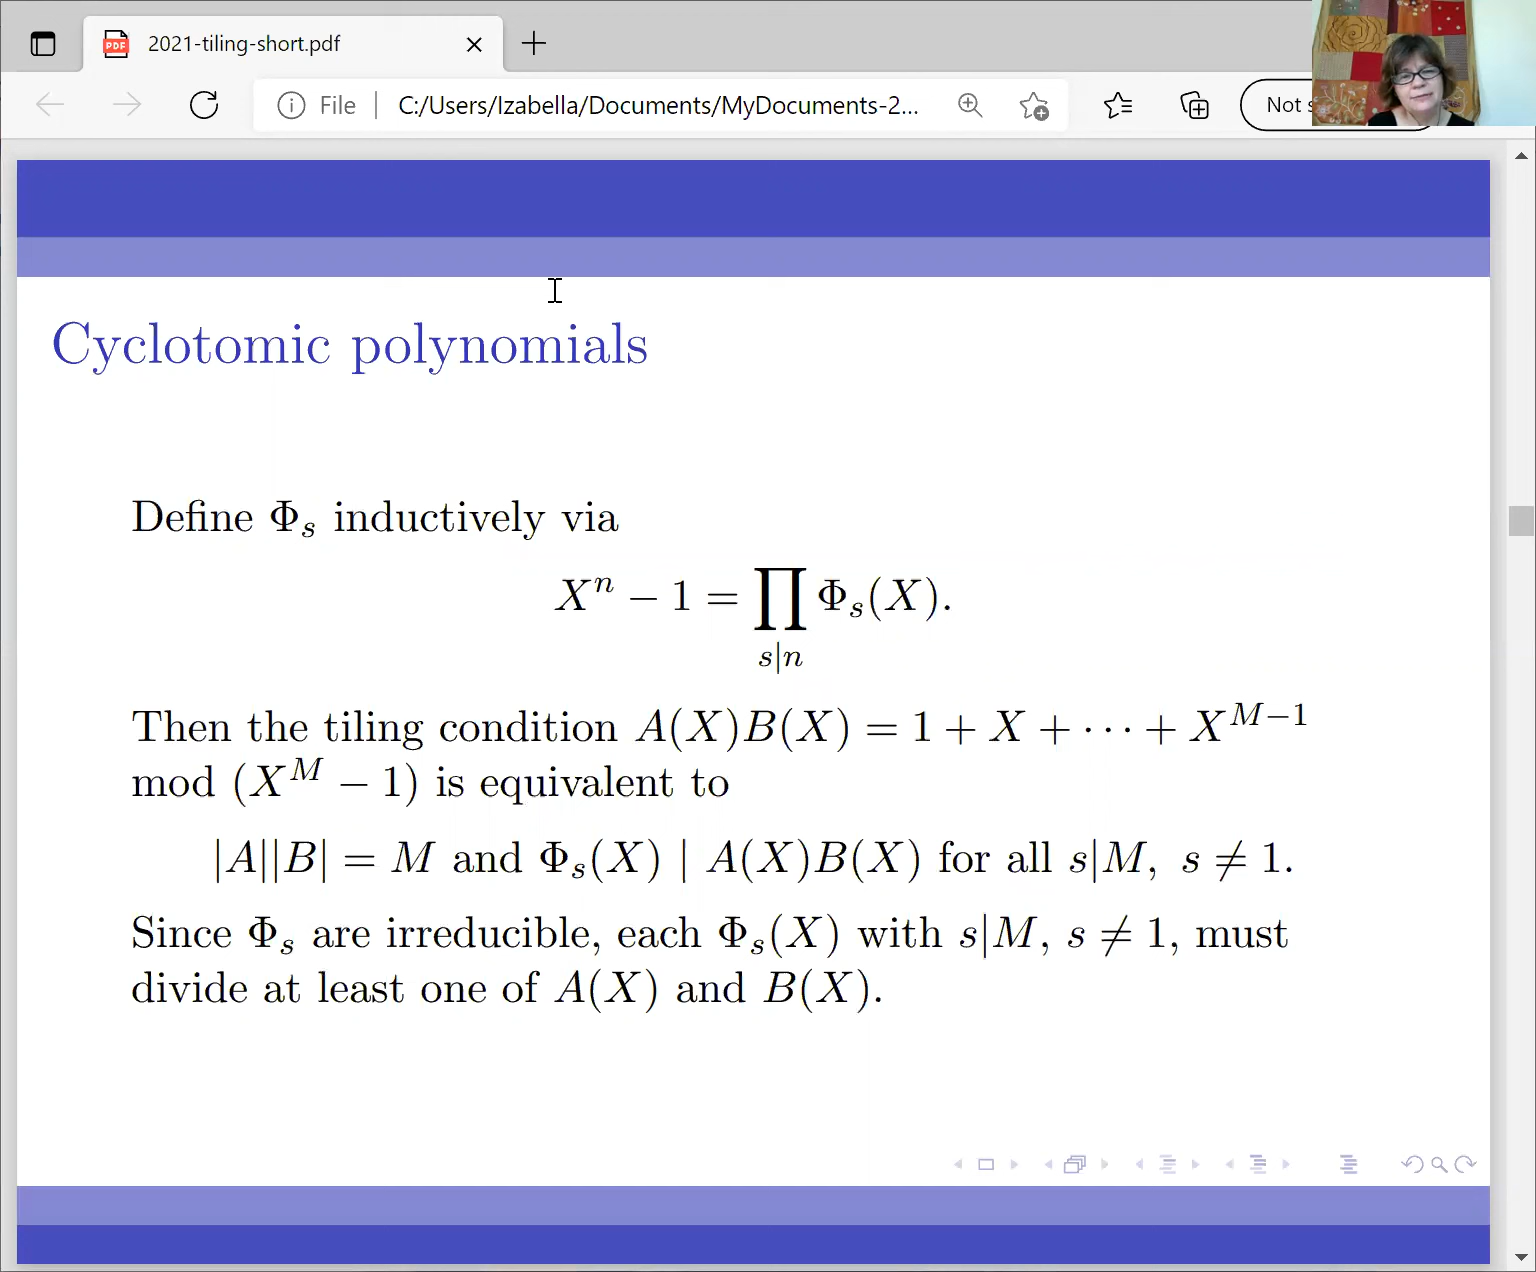 2021-tiling-short.pdf
File | C:/Users/Izabella/Documents/MyDocuments-2...
Not s
Cyclotomic polynomials
Define Φ_s inductively via
X^n − 1 = ∏_{s|n} Φ_s(X).
Then the tiling condition A(X)B(X) = 1 + X + ··· + X^{M−1}
mod (X^M − 1) is equivalent to
|A||B| = M and Φ_s(X) | A(X)B(X) for all s|M, s ≠ 1.
Since Φ_s are irreducible, each Φ_s(X) with s|M, s ≠ 1, must
divide at least one of A(X) and B(X).